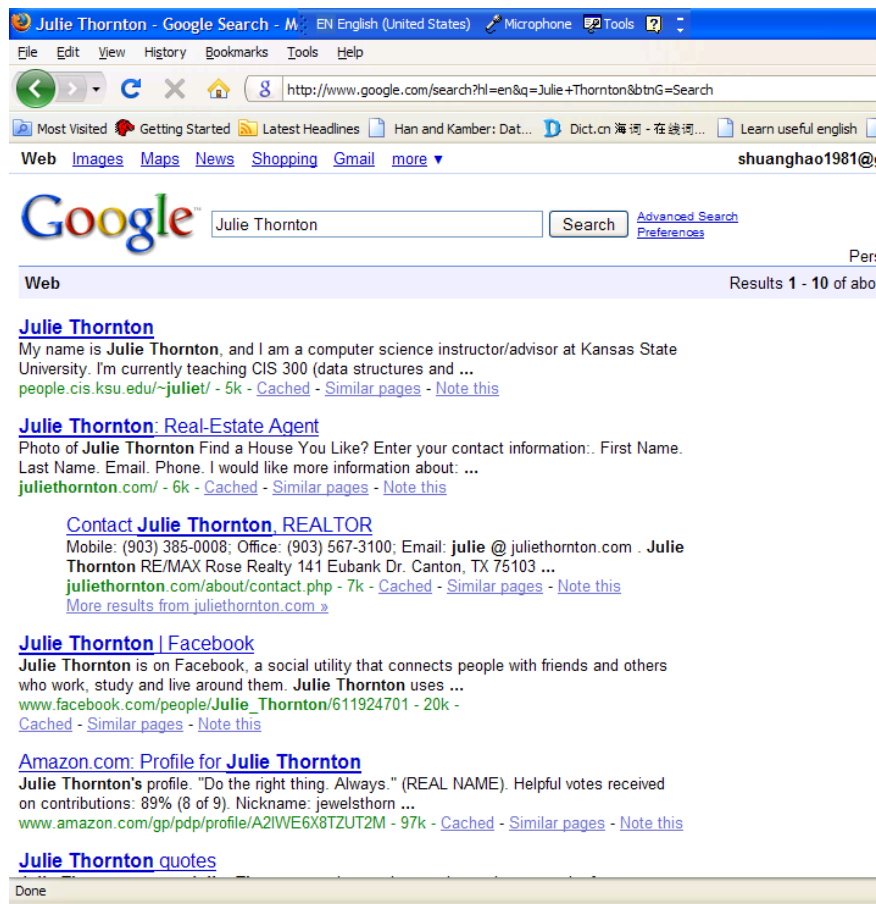 Julie Thornton - Google Search - M
EN English (United States) Microphone Tools ?
File Edit View History Bookmarks Tools Help
http://www.google.com/search?hl=en&q=Julie+Thornton&btnG=Search
Most Visited Getting Started Latest Headlines Han and Kamber: Dat... Dict.cn 海词 - 在线词... Learn useful english
Web Images Maps News Shopping Gmail more ▼ shuanghao1981@g
Google™ Julie Thornton Search Advanced Search
Preferences
Pers
Web Results 1 - 10 of abo
Julie Thornton
My name is Julie Thornton, and I am a computer science instructor/advisor at Kansas State
University. I'm currently teaching CIS 300 (data structures and ...
people.cis.ksu.edu/~juliet/ - 5k - Cached - Similar pages - Note this
Julie Thornton: Real-Estate Agent
Photo of Julie Thornton Find a House You Like? Enter your contact information:. First Name.
Last Name. Email. Phone. I would like more information about: ...
juliethornton.com/ - 6k - Cached - Similar pages - Note this
Contact Julie Thornton, REALTOR
Mobile: (903) 385-0008; Office: (903) 567-3100; Email: julie @ juliethornton.com . Julie
Thornton RE/MAX Rose Realty 141 Eubank Dr. Canton, TX 75103 ...
juliethornton.com/about/contact.php - 7k - Cached - Similar pages - Note this
More results from juliethornton.com »
Julie Thornton | Facebook
Julie Thornton is on Facebook, a social utility that connects people with friends and others
who work, study and live around them. Julie Thornton uses ...
www.facebook.com/people/Julie_Thornton/611924701 - 20k -
Cached - Similar pages - Note this
Amazon.com: Profile for Julie Thornton
Julie Thornton's profile. "Do the right thing. Always." (REAL NAME). Helpful votes received
on contributions: 89% (8 of 9). Nickname: jewelsthorn ...
www.amazon.com/gp/pdp/profile/A2IWE6X8TZUT2M - 97k - Cached - Similar pages - Note this
Julie Thornton quotes
Done